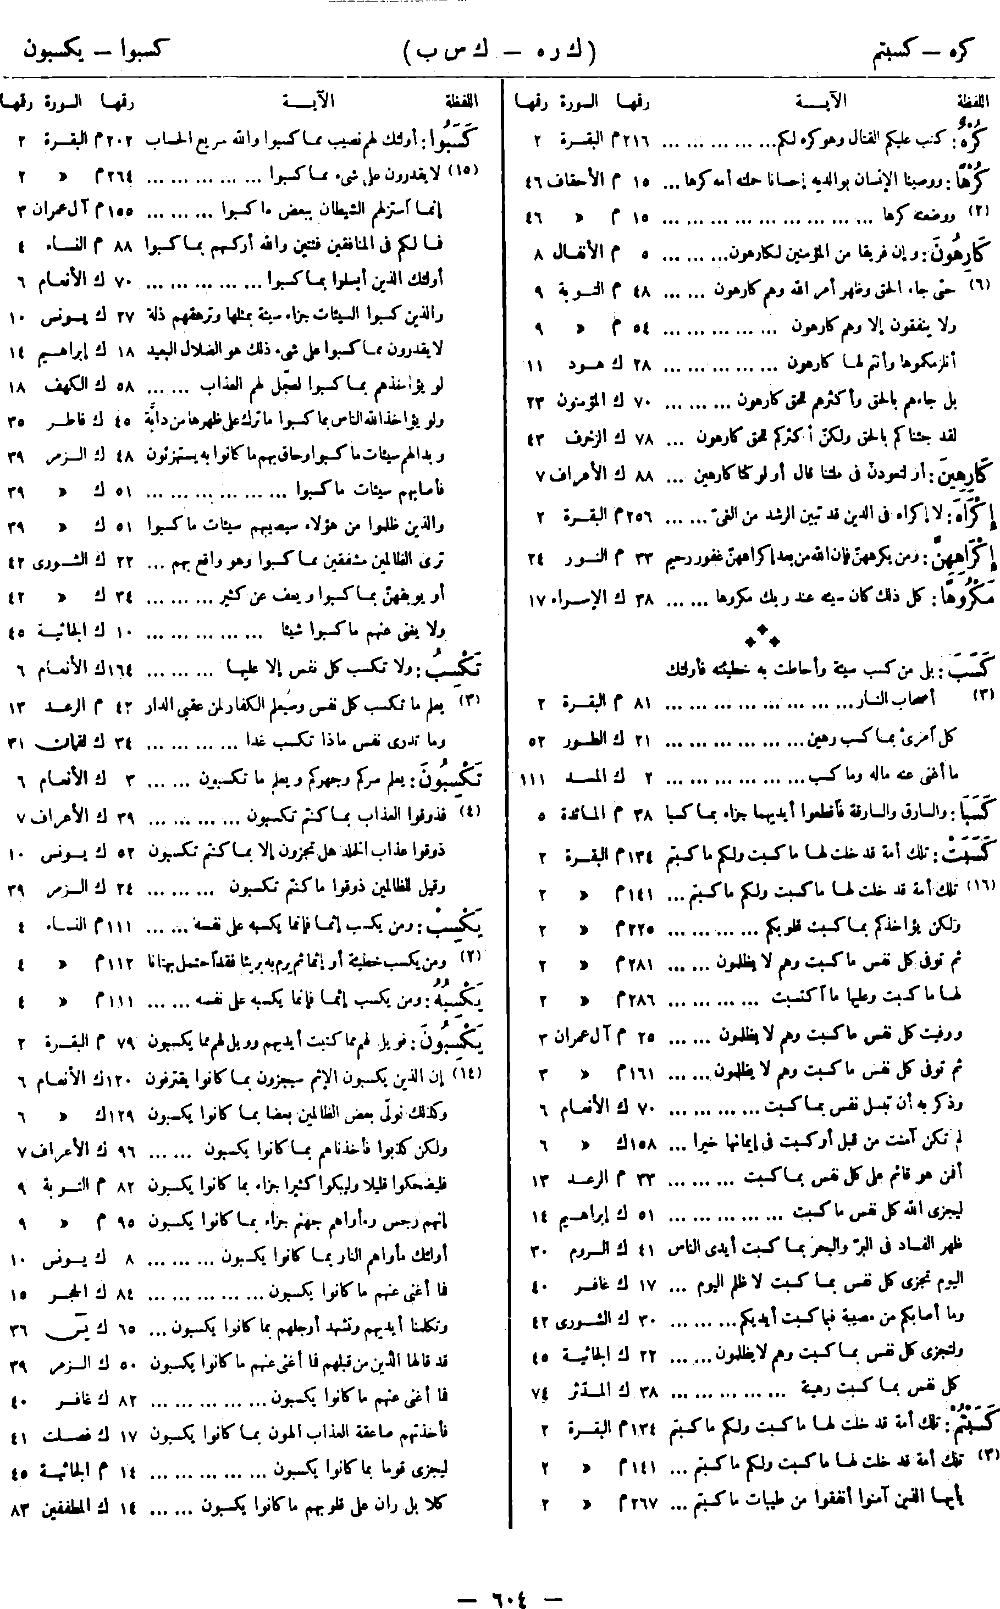 كره — كسبتم (ك ر ه — ك س ب) كسبوا — يكسبون
اللفظة الآيــة رقمها السورة رقمها
كُرْهٌ: كتب عليكم القتال وهو كره لكم... ... ... ... ٢١٦ م البقرة ٢
كُرْهًا: ووصينا الإنسان بوالديه إحسانا حملته أمه كرها ... ١٥ م الأحقاف ٤٦
(٢) ووضعته كرها ... ... ... ... ... ... ... ١٥ م » ٤٦
كَارِهُونَ: وإن فريقا من المؤمنين لكارهون... ... ... ٥ م الأنفال ٨
(٦) حتى جاء الحق وظهر أمر الله وهم كارهون ... ... ٤٨ م التوبة ٩
ولا ينفقون إلا وهم كارهون ... ... ... ... ٥٤ م » ٩
أنلزمكموها وأنتم لها كارهون ... ... ... ... ٢٨ ك هود ١١
بل جاءهم بالحق وأكثرهم للحق كارهون ... ... ... ٧٠ ك المؤمنون ٢٣
لقد جئناكم بالحق ولكن أكثركم للحق كارهون ... ٧٨ ك الزخرف ٤٣
كَارِهِينَ: أو لتعودنّ فى ملتنا قال أو لو كنا كارهين ... ٨٨ ك الأعراف ٧
إِكْرَاهَ: لا إكراه فى الدين قد تبين الرشد من الغىّ ... ... ٢٥٦ م البقرة ٢
إِكْرَاهِهِنَّ: ومن يكرههنّ فإن الله من بعد إكراههنّ غفور رحيم ٣٣ م النور ٢٤
مَكْرُوهًا: كل ذلك كان سيئه عند ربك مكروها ... ... ٣٨ ك الإسراء ١٧
كَسَبَ: بلى من كسب سيئة وأحاطت به خطيئته فأولئك
(٣) أصحاب النار... ... ... ... ... ... ... ٨١ م البقرة ٢
كل امرئ بما كسب رهين... ... ... ... ... ٢١ ك الطور ٥٢
ما أغنى عنه ماله وما كسب... ... ... ... ... ٢ ك المسد ١١١
كَسَبَا: والسارق والسارقة فاقطعوا أيديهما جزاء بما كسبا ٣٨ م المائدة ٥
كَسَبَتْ: تلك أمة قد خلت لها ما كسبت ولكم ما كسبتم ١٣٤ م البقرة ٢
(١٦) تلك أمة قد خلت لها ما كسبت ولكم ما كسبتم ... ١٤١ م » ٢
ولكن يؤاخذكم بما كسبت قلوبكم ... ... ... ... ٢٢٥ م » ٢
ثم توفى كل نفس ما كسبت وهم لا يظلمون ... ... ٢٨١ م » ٢
لها ما كسبت وعليها ما اكتسبت ... ... ... ... ٢٨٦ م » ٢
ووفيت كل نفس ما كسبت وهم لا يظلمون ... ... ٢٥ م آل عمران ٣
ثم توفى كل نفس ما كسبت وهم لا يظلمون... ... ١٦١ م » ٣
وذكر به أن تبسل نفس بما كسبت... ... ... ... ٧٠ ك الأنعام ٦
لم تكن آمنت من قبل أو كسبت فى إيمانها خيرا ... ١٥٨ ك » ٦
أفمن هو قائم على كل نفس بما كسبت ... ... ... ٣٣ م الرعد ١٣
ليجزى الله كل نفس ما كسبت ... ... ... ... ٥١ ك إبراهيم ١٤
ظهر الفساد فى البرّ والبحر بما كسبت أيدى الناس ٤١ ك الروم ٣٠
اليوم تجزى كل نفس بما كسبت لا ظلم اليوم ... ١٧ ك غافر ٤٠
وما أصابكم من مصيبة فبما كسبت أيديكم... ... ... ٣٠ ك الشورى ٤٢
ولتجزى كل نفس بما كسبت وهم لا يظلمون... ... ٢٢ ك الجاثية ٤٥
كل نفس بما كسبت رهينة ... ... ... ... ... ٣٨ ك المدّثر ٧٤
كَسَبْتُمْ: تلك أمة قد خلت لها ما كسبت ولكم ما كسبتم ١٣٤ م البقرة ٢
(٣) تلك أمة قد خلت لها ما كسبت ولكم ما كسبتم ... ١٤١ م » ٢
يأيها الذين آمنوا أنفقوا من طيبات ما كسبتم ... ٢٦٧ م » ٢
اللفظة الآيــة رقمها السورة رقمها
كَسَبُوا: أولئك لهم نصيب مما كسبوا والله سريع الحساب ٢٠٢ م البقرة ٢
(١٥) لا يقدرون على شىء مما كسبوا ... ... ... ... ٢٦٤ م » ٢
إنما استزلهم الشيطان ببعض ما كسبوا ... ... ... ١٥٥ م آل عمران ٣
فما لكم فى المنافقين فئتين والله أركسهم بما كسبوا ٨٨ م النساء ٤
أولئك الذين أبسلوا بما كسبوا ... ... ... ... ٧٠ ك الأنعام ٦
والذين كسبوا السيئات جزاء سيئة بمثلها وترهقهم ذلة ٢٧ ك يونس ١٠
لا يقدرون مما كسبوا على شىء ذلك هو الضلال البعيد ١٨ ك إبراهيم ١٤
لو يؤاخذهم بما كسبوا لعجل لهم العذاب ... ... ٥٨ ك الكهف ١٨
ولو يؤاخذ الله الناس بما كسبوا ما ترك على ظهرها من دابّة ٤٥ ك فاطر ٣٥
وبدا لهم سيئات ما كسبوا وحاق بهم ما كانوا به يستهزئون ٤٨ ك الزمر ٣٩
فأصابهم سيئات ما كسبوا ... ... ... ... ... ٥١ ك » ٣٩
والذين ظلموا من هؤلاء سيصيبهم سيئات ما كسبوا ٥١ ك » ٣٩
ترى الظالمين مشفقين مما كسبوا وهو واقع بهم ... ٢٢ ك الشورى ٤٢
أو يوبقهنّ بما كسبوا ويعف عن كثير ... ... ... ٣٤ ك » ٤٢
ولا يغنى عنهم ما كسبوا شيئا ... ... ... ... ١٠ ك الجاثية ٤٥
تَكْسِبُ: ولا تكسب كل نفس إلا عليها ... ... ... ١٦٤ ك الأنعام ٦
(٣) يعلم ما تكسب كل نفس وسيعلم الكفار لمن عقبى الدار ٤٢ م الرعد ١٣
وما تدرى نفس ماذا تكسب غدا ... ... ... ... ٣٤ ك لقمان ٣١
تَكْسِبُونَ: يعلم سركم وجهركم ويعلم ما تكسبون ... ... ٣ ك الأنعام ٦
(٤) فذوقوا العذاب بما كنتم تكسبون ... ... ... ٣٩ ك الأعراف ٧
ذوقوا عذاب الخلد هل تجزون إلا بما كنتم تكسبون ٥٢ ك يونس ١٠
وقيل للظالمين ذوقوا ما كنتم تكسبون ... ... ... ٢٤ ك الزمر ٣٩
يَكْسِبْ: ومن يكسب إثما فإنما يكسبه على نفسه ... ... ١١١ م النساء ٤
(٢) ومن يكسب خطيئة أو إثما ثم يرم به بريئا فقد احتمل بهتانا ١١٢ م » ٤
يَكْسِبُهُ: ومن يكسب إثما فإنما يكسبه على نفسه ... ... ١١١ م » ٤
يَكْسِبُونَ: فويل لهم مما كتبت أيديهم وويل لهم مما يكسبون ٧٩ م البقرة ٢
(١٤) إن الذين يكسبون الإثم سيجزون بما كانوا يقترفون ١٢٠ ك الأنعام ٦
وكذلك نولّى بعض الظالمين بعضا بما كانوا يكسبون ١٢٩ ك » ٦
ولكن كذبوا فأخذناهم بما كانوا يكسبون ... ... ٩٦ ك الأعراف ٧
فليضحكوا قليلا وليبكوا كثيرا جزاء بما كانوا يكسبون ٨٢ م التوبة ٩
إنهم رجس ومأواهم جهنم جزاء بما كانوا يكسبون ٩٥ م » ٩
أولئك مأواهم النار بما كانوا يكسبون ... ... ... ٨ ك يونس ١٠
فما أغنى عنهم ما كانوا يكسبون ... ... ... ... ٨٤ ك الحجر ١٥
وتكلمنا أيديهم وتشهد أرجلهم بما كانوا يكسبون... ... ٦٥ ك يس ٣٦
قد قالها الذين من قبلهم فما أغنى عنهم ما كانوا يكسبون ٥٠ ك الزمر ٣٩
فما أغنى عنهم ما كانوا يكسبون ... ... ... ... ٨٢ ك غافر ٤٠
فأخذتهم صاعقة العذاب الهون بما كانوا يكسبون ١٧ ك فصلت ٤١
ليجزى قوما بما كانوا يكسبون ... ... ... ... ١٤ م الجاثية ٤٥
كلا بل ران على قلوبهم ما كانوا يكسبون ... ... ١٤ ك المطففين ٨٣
— ٦٠٤ —